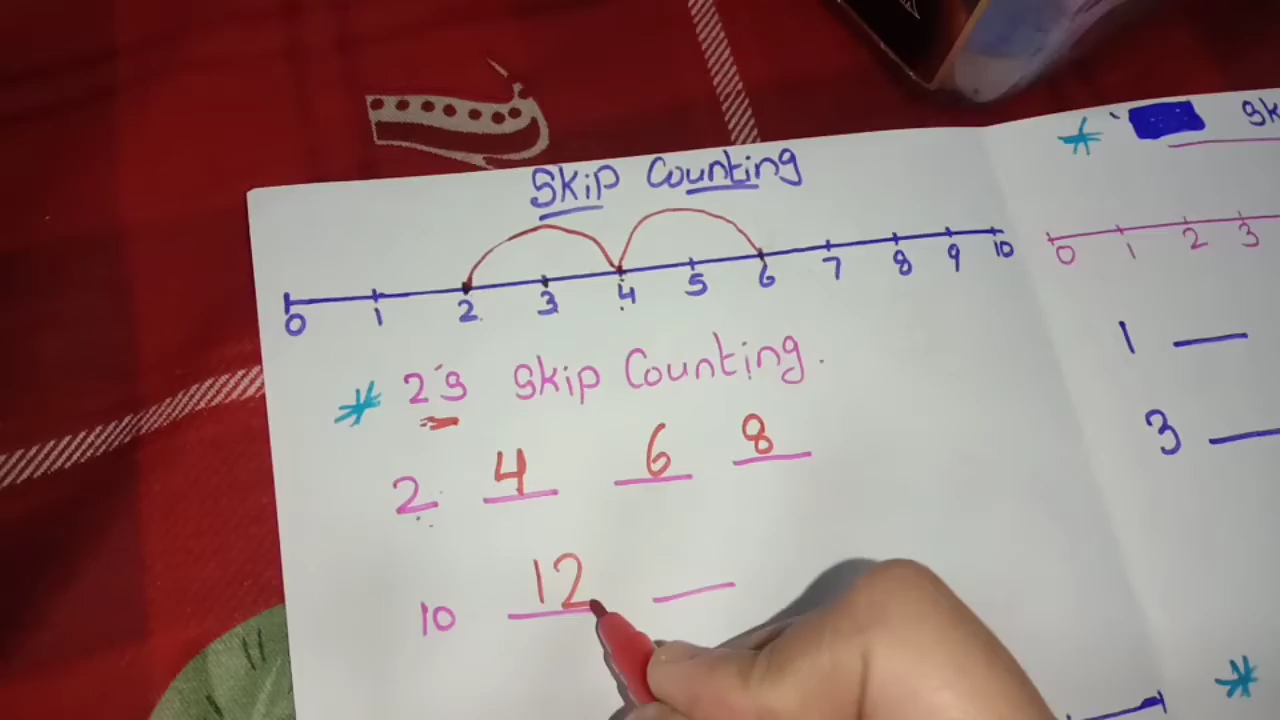 Skip Counting
0 1 2 3 4 5 6 7 8 9 10
2's Skip Counting.
2 4 6 8
10 12
0 1 2 3
1
3